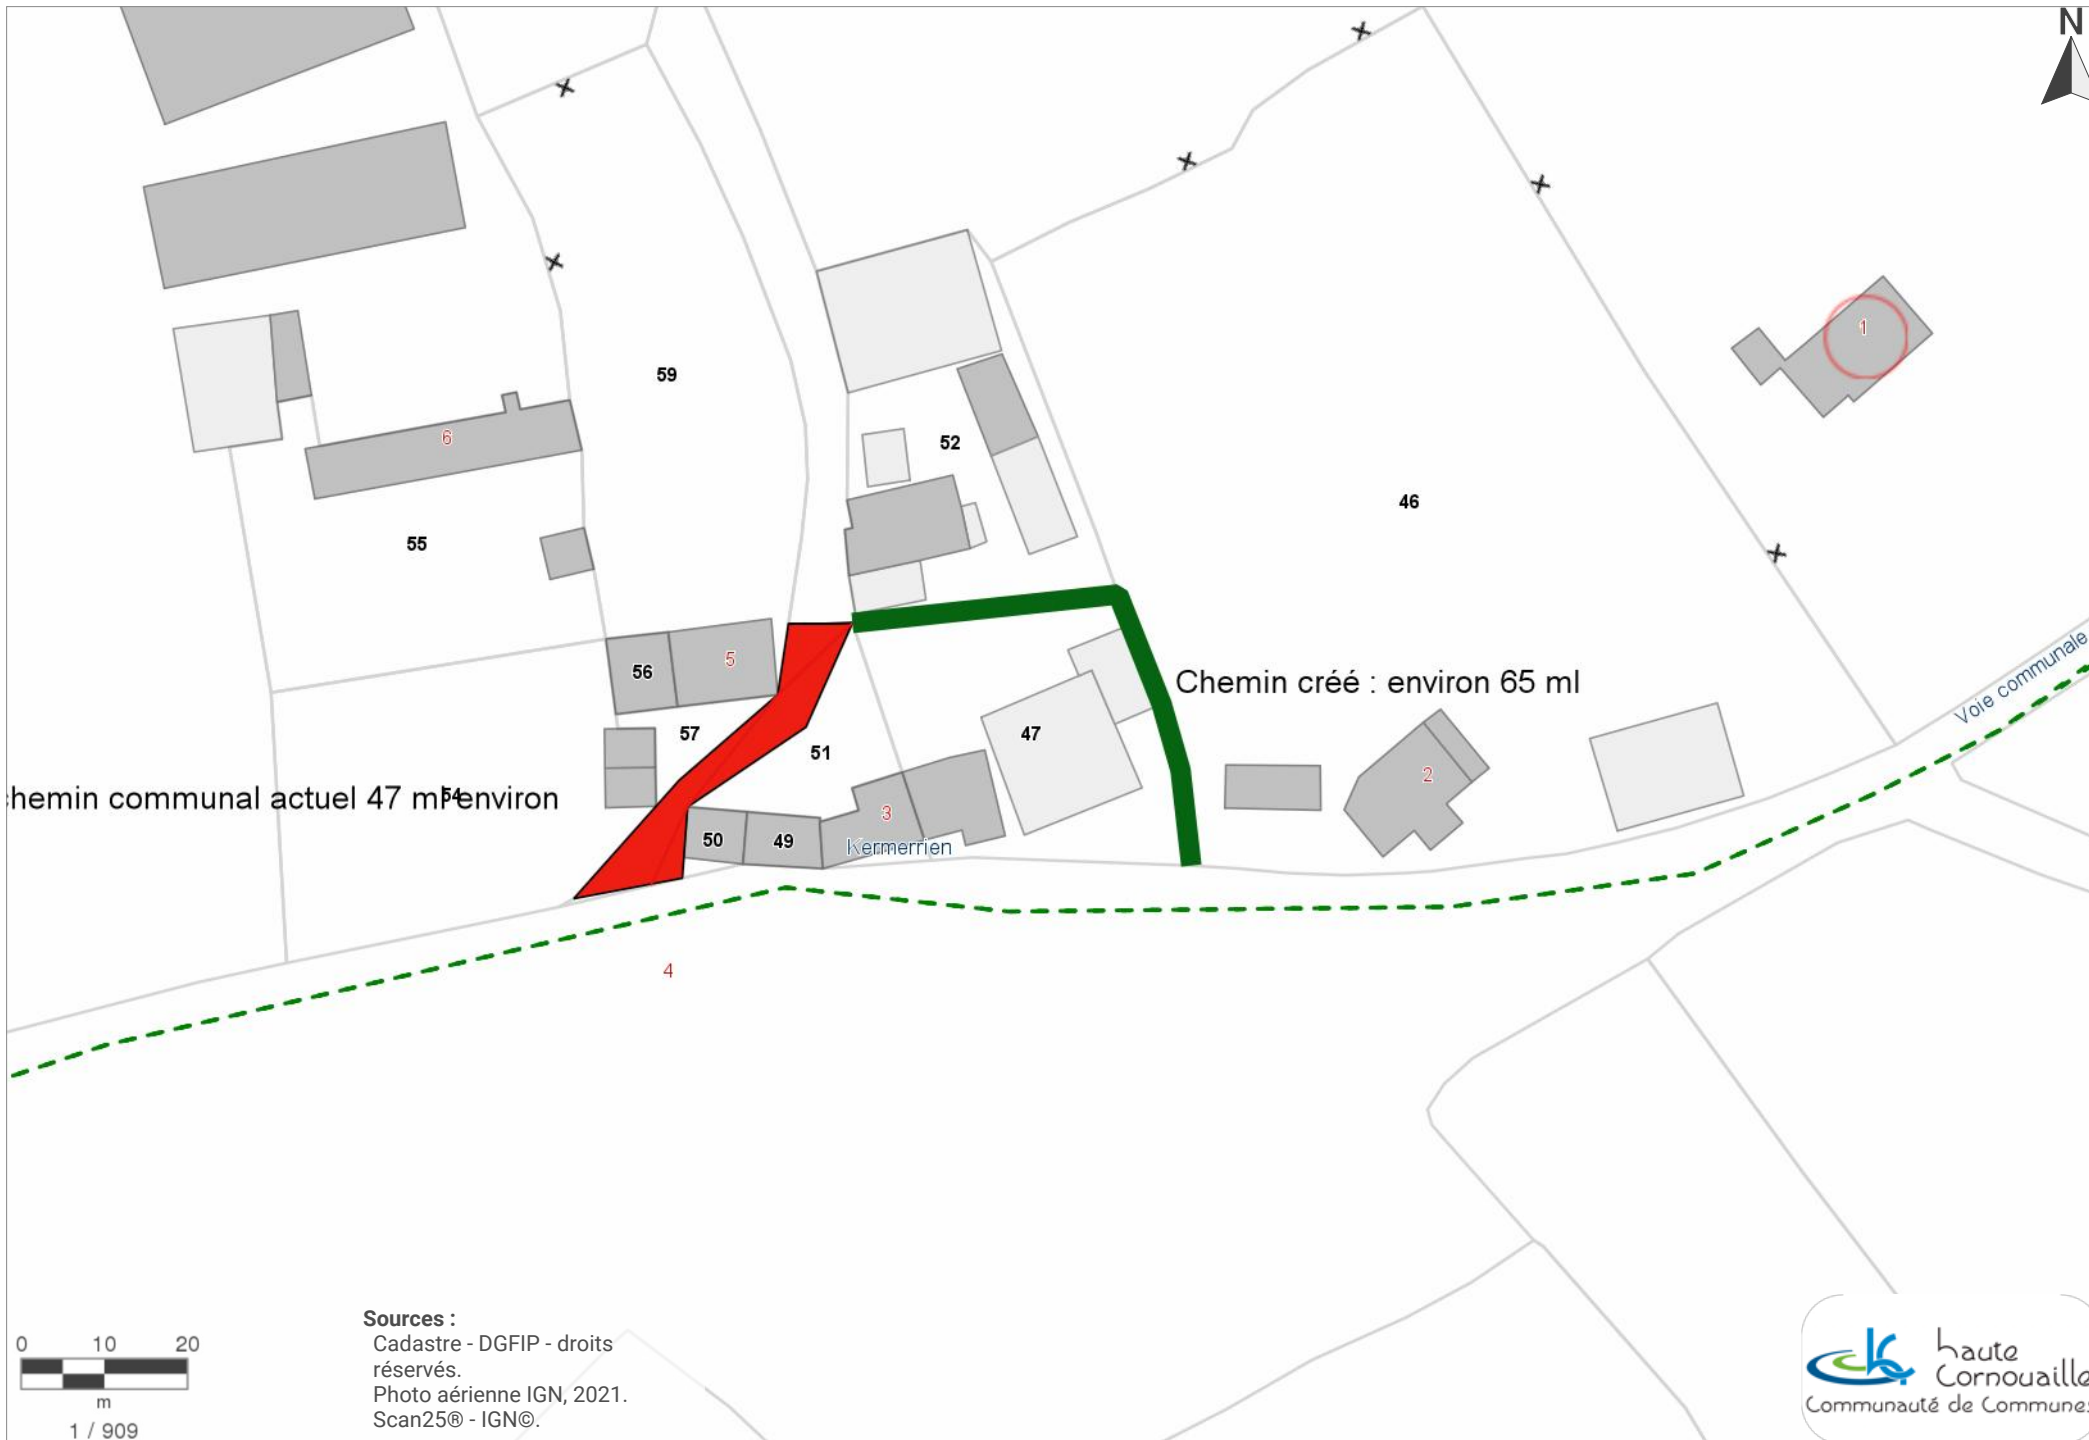 N
1
59
6
52
46
55
56
5
Chemin créé : environ 65 ml
Voie communale
57
51
47
2
hemin communal actuel 47 ml environ
54
3
50
49
Kermerrien
4
0 10 20
m
1 / 909
Sources :
Cadastre - DGFIP - droits
réservés.
Photo aérienne IGN, 2021.
Scan25® - IGN©.
haute
Cornouaille
Communauté de Communes